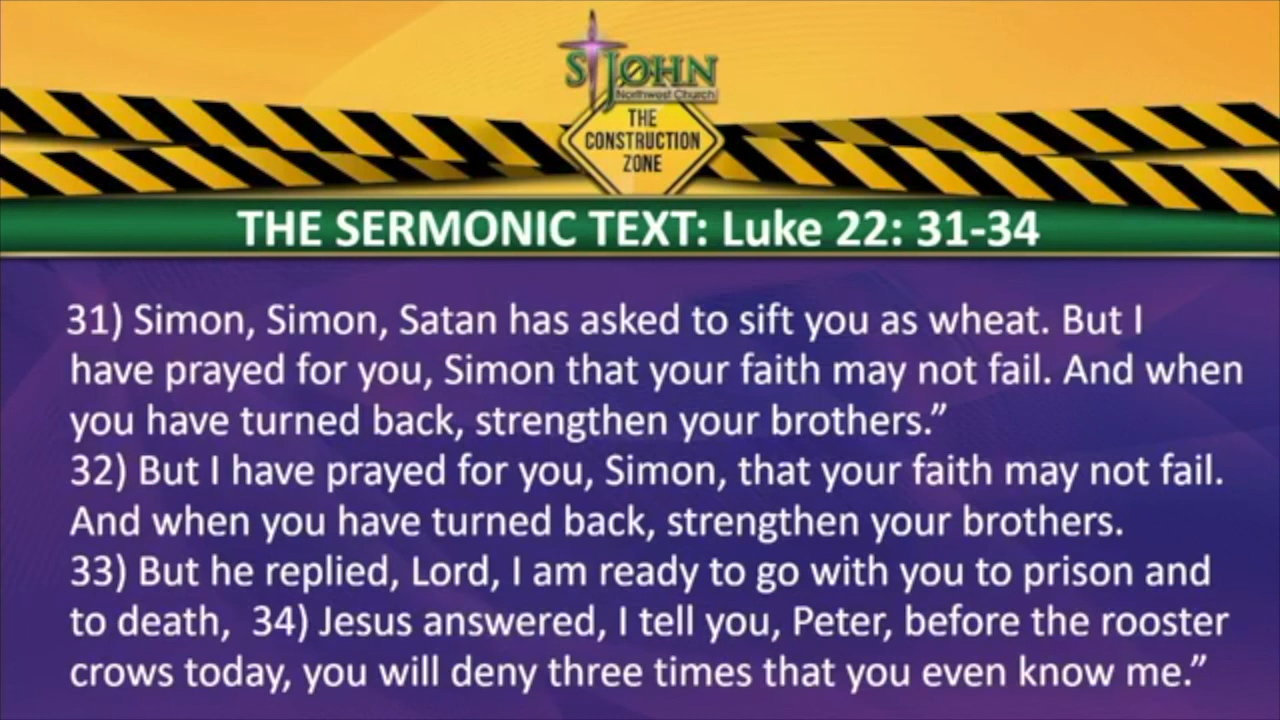 ST JOHN
Northwest Church
THE
CONSTRUCTION
ZONE
THE SERMONIC TEXT: Luke 22: 31-34
31) Simon, Simon, Satan has asked to sift you as wheat. But I
have prayed for you, Simon that your faith may not fail. And when
you have turned back, strengthen your brothers.”
32) But I have prayed for you, Simon, that your faith may not fail.
And when you have turned back, strengthen your brothers.
33) But he replied, Lord, I am ready to go with you to prison and
to death,  34) Jesus answered, I tell you, Peter, before the rooster
crows today, you will deny three times that you even know me.”